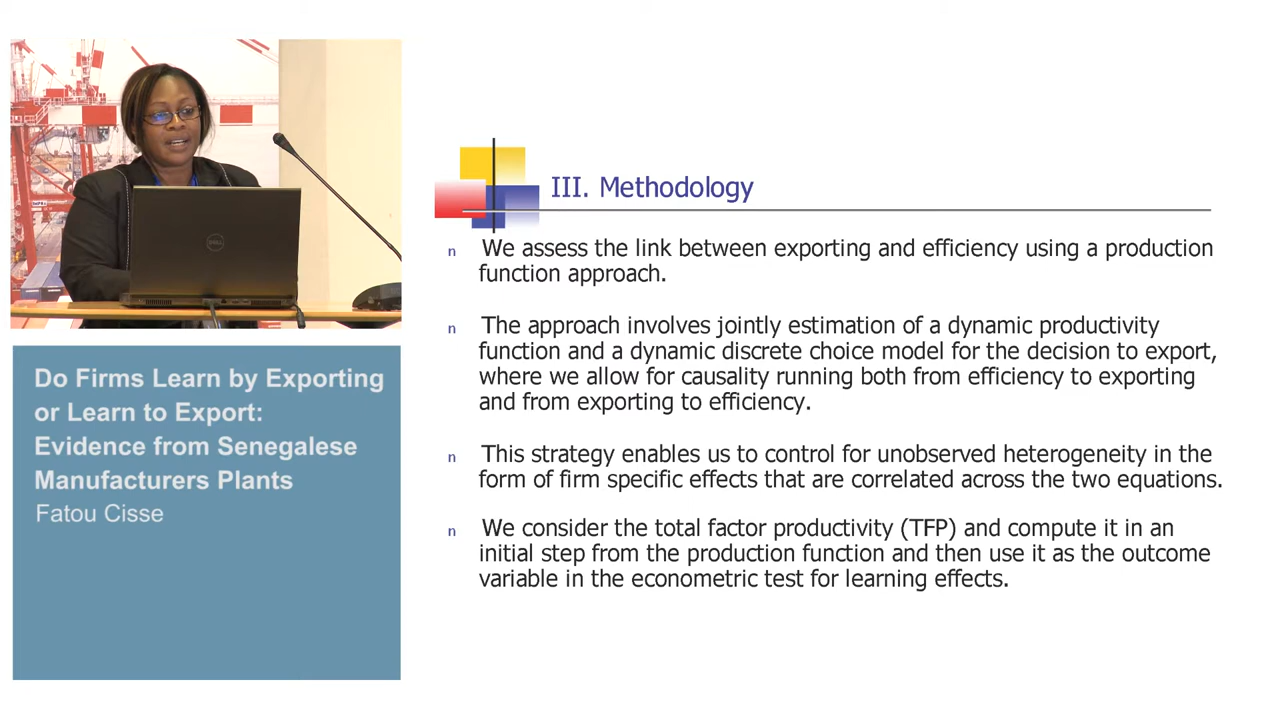 III. Methodology
n We assess the link between exporting and efficiency using a production
function approach.
n The approach involves jointly estimation of a dynamic productivity
function and a dynamic discrete choice model for the decision to export,
where we allow for causality running both from efficiency to exporting
and from exporting to efficiency.
n This strategy enables us to control for unobserved heterogeneity in the
form of firm specific effects that are correlated across the two equations.
n We consider the total factor productivity (TFP) and compute it in an
initial step from the production function and then use it as the outcome
variable in the econometric test for learning effects.
DELL
Do Firms Learn by Exporting
or Learn to Export:
Evidence from Senegalese
Manufacturers Plants
Fatou Cisse